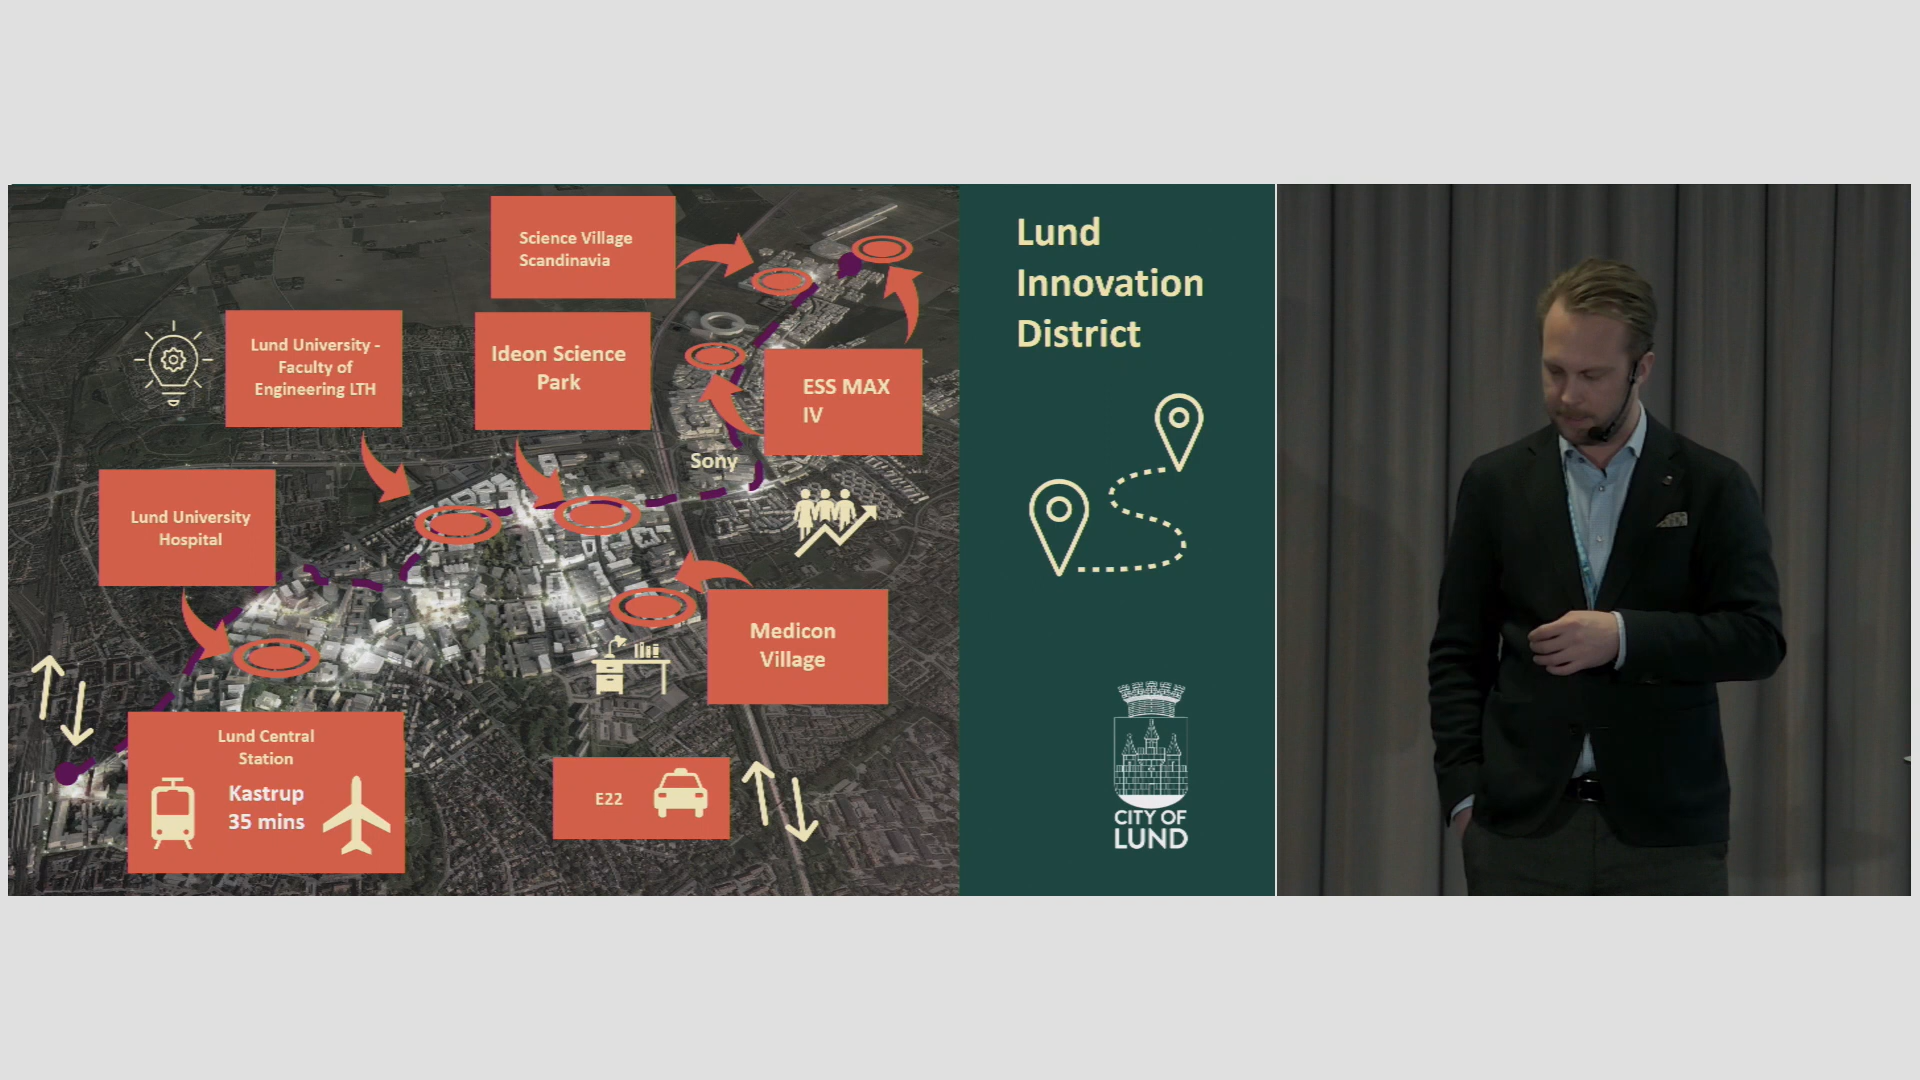 Science Village
Scandinavia
Lund University -
Faculty of
Engineering LTH
Ideon Science
Park
ESS MAX
IV
Sony
Lund University
Hospital
Medicon
Village
Lund Central
Station
Kastrup
35 mins
E22
Lund
Innovation
District
CITY OF
LUND